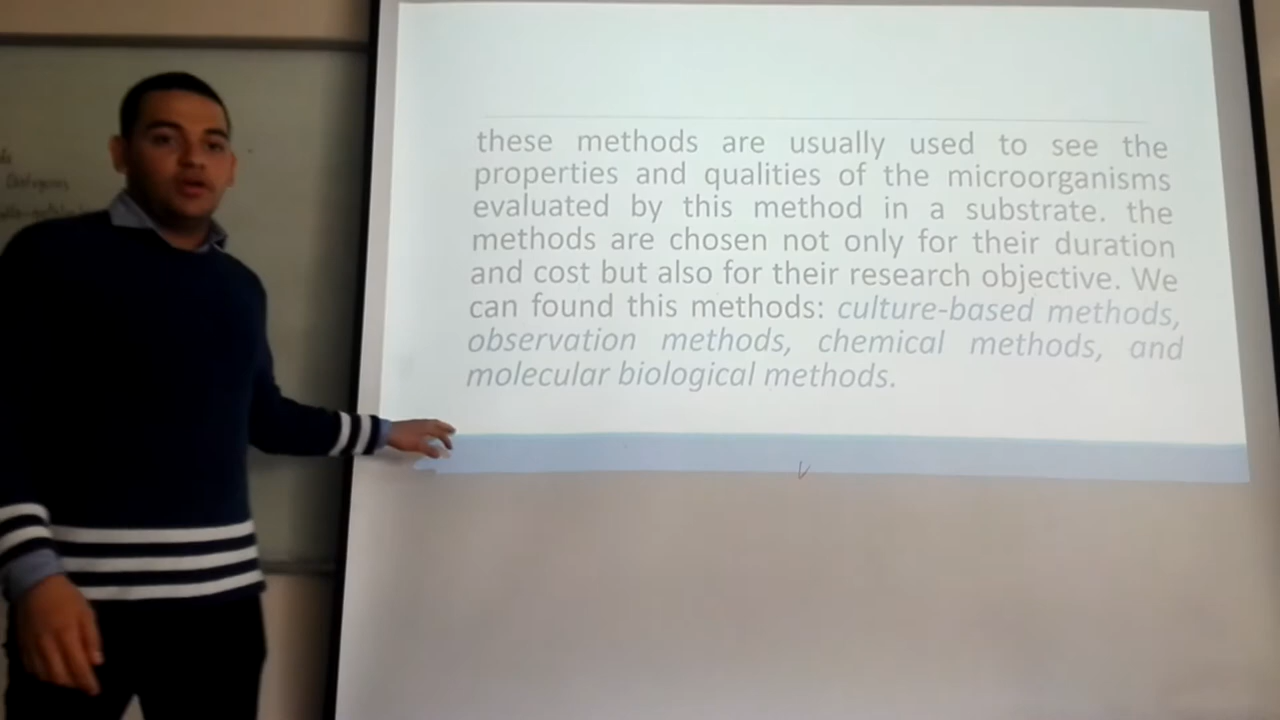 these methods are usually used to see the
properties and qualities of the microorganisms
evaluated by this method in a substrate. the
methods are chosen not only for their duration
and cost but also for their research objective. We
can found this methods: culture-based methods,
observation methods, chemical methods, and
molecular biological methods.